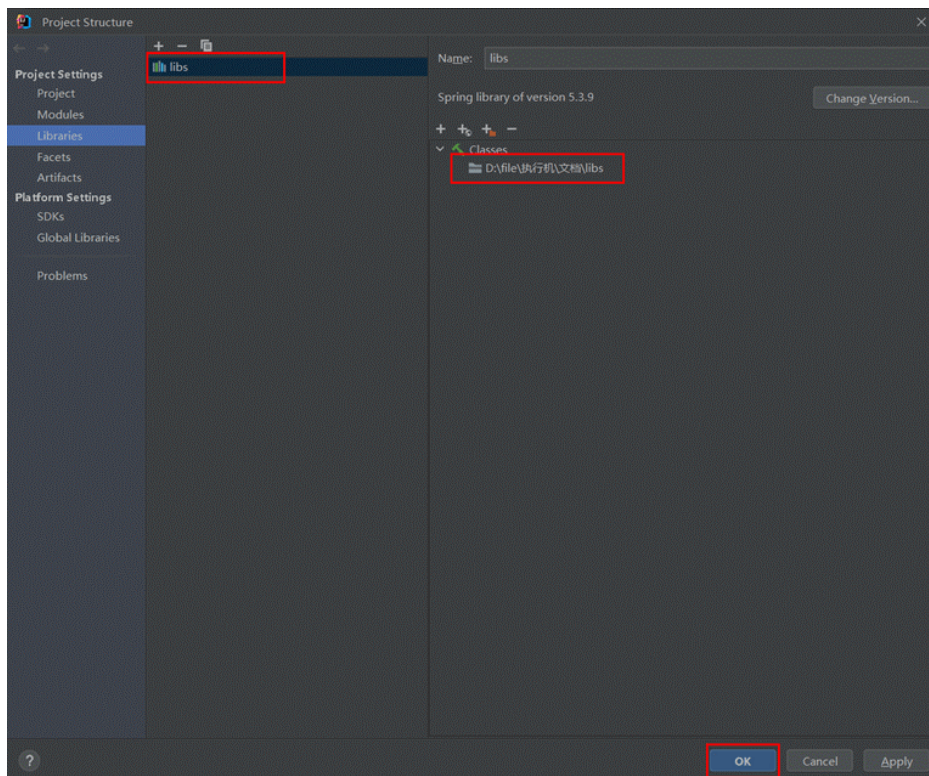 Project Structure
Project Settings
Project
Modules
Libraries
Facets
Artifacts
Platform Settings
SDKs
Global Libraries
Problems
libs
Name: libs
Spring library of version 5.3.9
Change Version...
Classes
D:\file\执行机\文档\libs
?
OK
Cancel
Apply